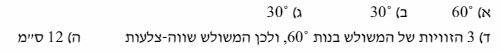 א) 60° ב) 30° ג) 30°
ד) 3 הזוויות של המשולש בנות 60°, ולכן המשולש שווה-צלעות ה) 12 ס״מ